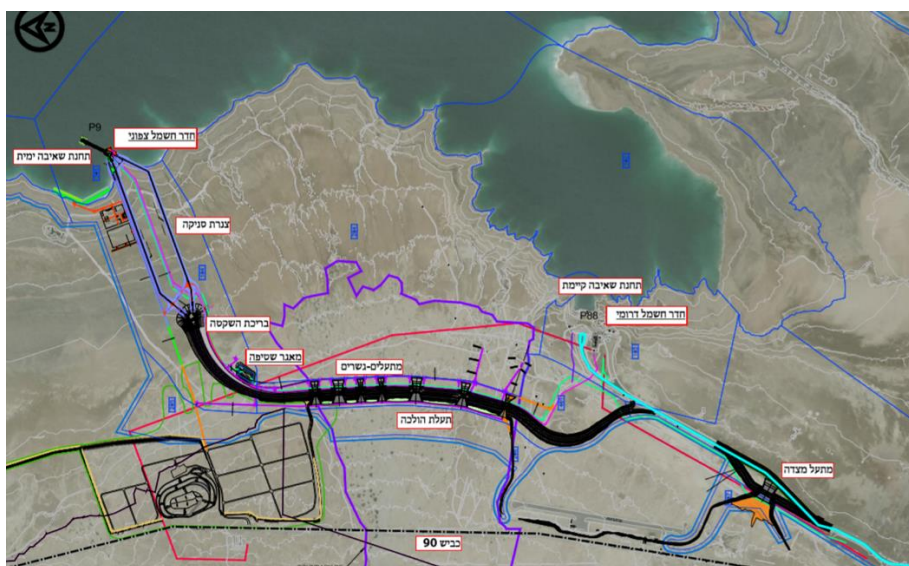 N
P9
חדר חשמל צפוני
תחנת שאיבה ימית
צנרת סניקה
תחנת שאיבה קיימת
P88
חדר חשמל דרומי
בריכת השקטה
מאגר שטיפה
מתעלים-גשרים
תעלת הולכה
מתעל מצדה
כביש 90